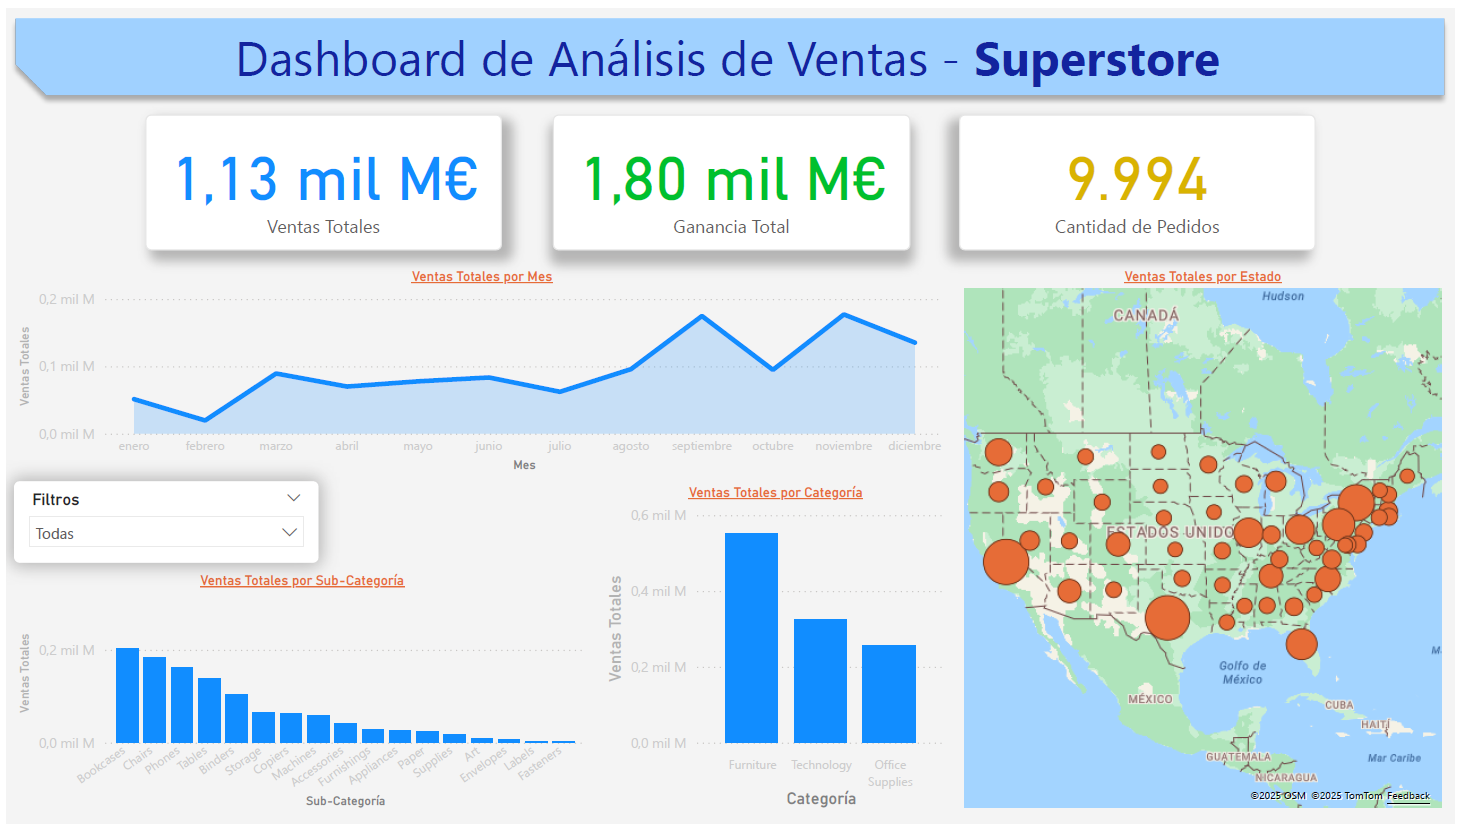 Dashboard de Análisis de Ventas - Superstore
1,13 mil M€
Ventas Totales
1,80 mil M€
Ganancia Total
9.994
Cantidad de Pedidos
Ventas Totales por Mes
Ventas Totales
0,2 mil M
0,1 mil M
0,0 mil M
enero febrero marzo abril mayo junio julio agosto septiembre octubre noviembre diciembre
Mes
Filtros
Todas
Ventas Totales por Sub-Categoría
Ventas Totales
0,2 mil M
0,0 mil M
Bookcases Chairs Phones Tables Binders Storage Copiers Machines Accessories Furnishings Appliances Paper Supplies Art Envelopes Labels Fasteners
Sub-Categoría
Ventas Totales por Categoría
Ventas Totales
0,6 mil M
0,4 mil M
0,2 mil M
0,0 mil M
Furniture Technology Office
Supplies
Categoría
Ventas Totales por Estado
Hudson
CANADÁ
ESTADOS UNIDO
Golfo de
México
MÉXICO
CUBA
HAITÍ
GUATEMALA
NICARAGUA
Mar Caribe
©2025 OSM ©2025 TomTom Feedback